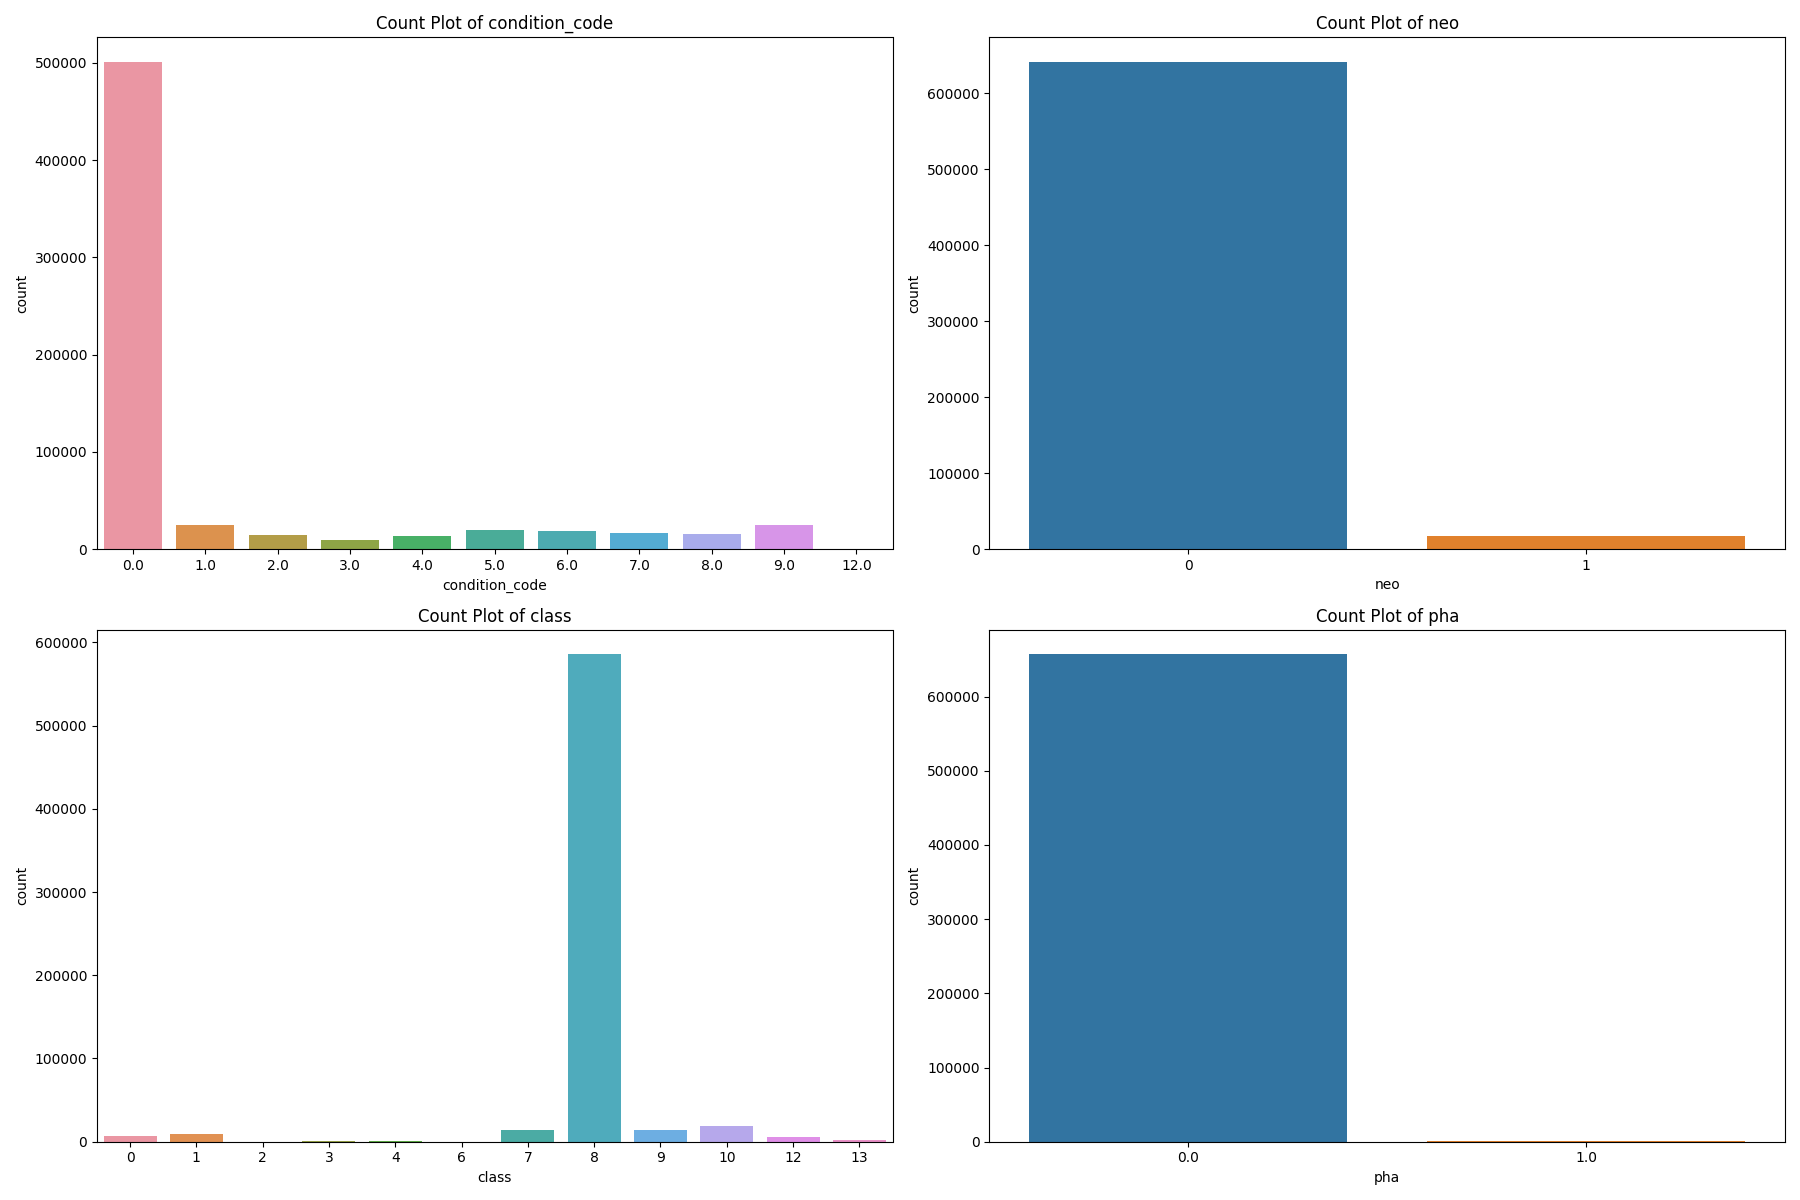 Count Plot of condition_code
500000
400000
300000
200000
100000
0
count
0.0 1.0 2.0 3.0 4.0 5.0 6.0 7.0 8.0 9.0 12.0
condition_code
Count Plot of neo
600000
500000
400000
300000
200000
100000
0
count
0 1
neo
Count Plot of class
600000
500000
400000
300000
200000
100000
0
count
0 1 2 3 4 6 7 8 9 10 12 13
class
Count Plot of pha
600000
500000
400000
300000
200000
100000
0
count
0.0 1.0
pha